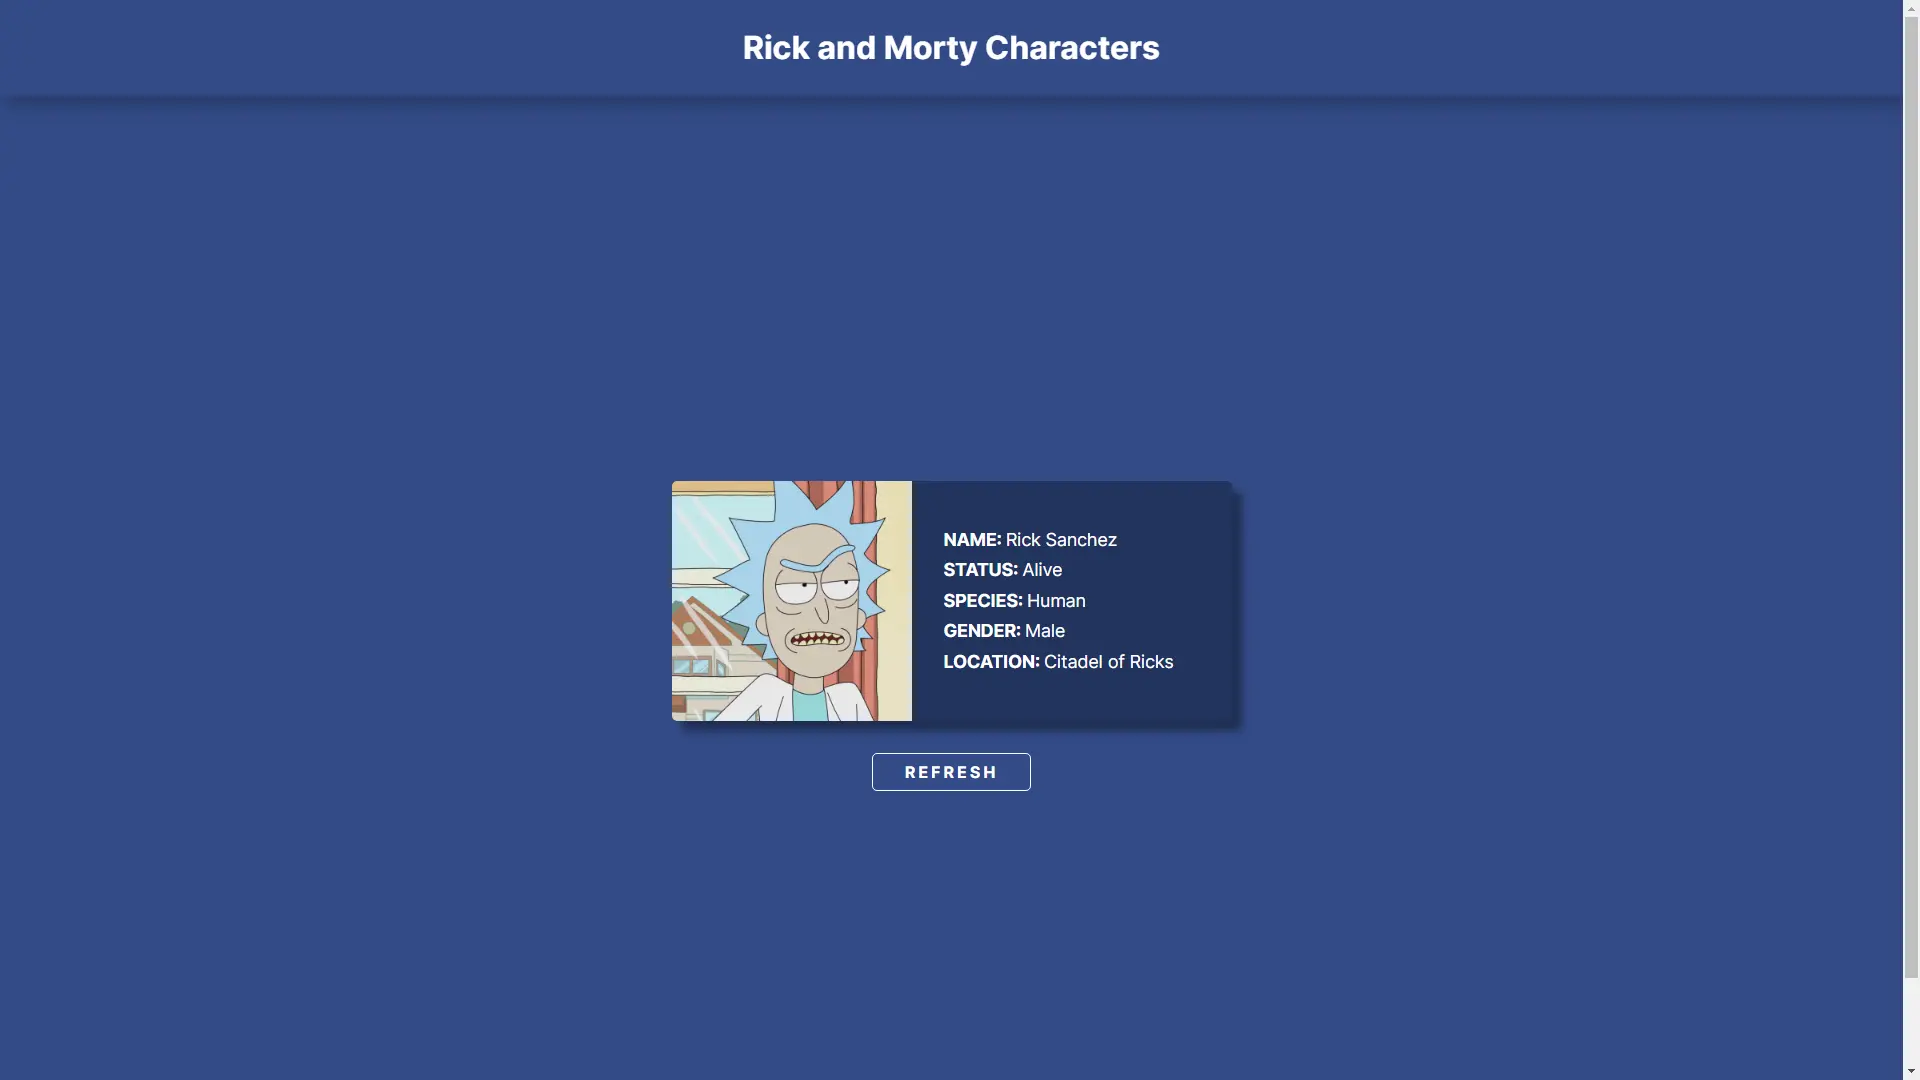 Rick and Morty Characters
NAME: Rick Sanchez
STATUS: Alive
SPECIES: Human
GENDER: Male
LOCATION: Citadel of Ricks
REFRESH